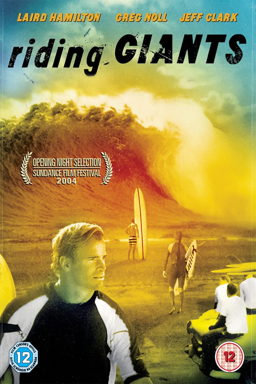 LAIRD HAMILTON GREG NOLL JEFF CLARK
riding GIANTS
OPENING NIGHT SELECTION
SUNDANCE FILM FESTIVAL
2004
12
12